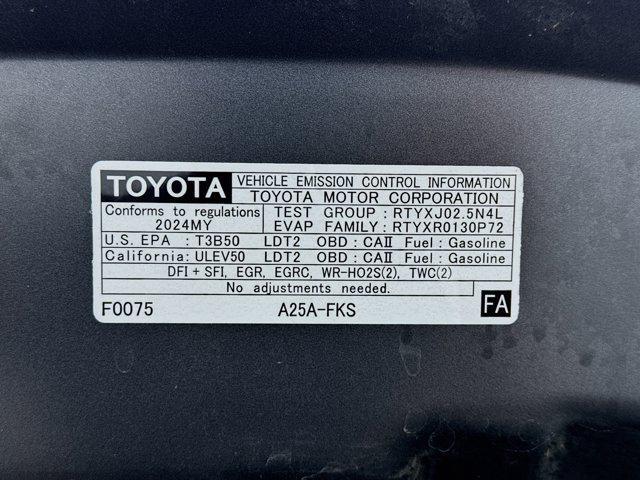 TOYOTA VEHICLE EMISSION CONTROL INFORMATION
TOYOTA MOTOR CORPORATION
Conforms to regulations TEST GROUP : RTYXJ02.5N4L
2024MY EVAP FAMILY : RTYXR0130P72
U.S. EPA : T3B50 LDT2 OBD : CAⅡ Fuel : Gasoline
California: ULEV50 LDT2 OBD : CAⅡ Fuel : Gasoline
DFI + SFI, EGR, EGRC, WR-HO2S(2), TWC(2)
No adjustments needed.
F0075 A25A-FKS FA